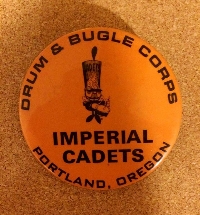 DRUM & BUGLE CORPS
IMPERIAL
CADETS
PORTLAND, OREGON